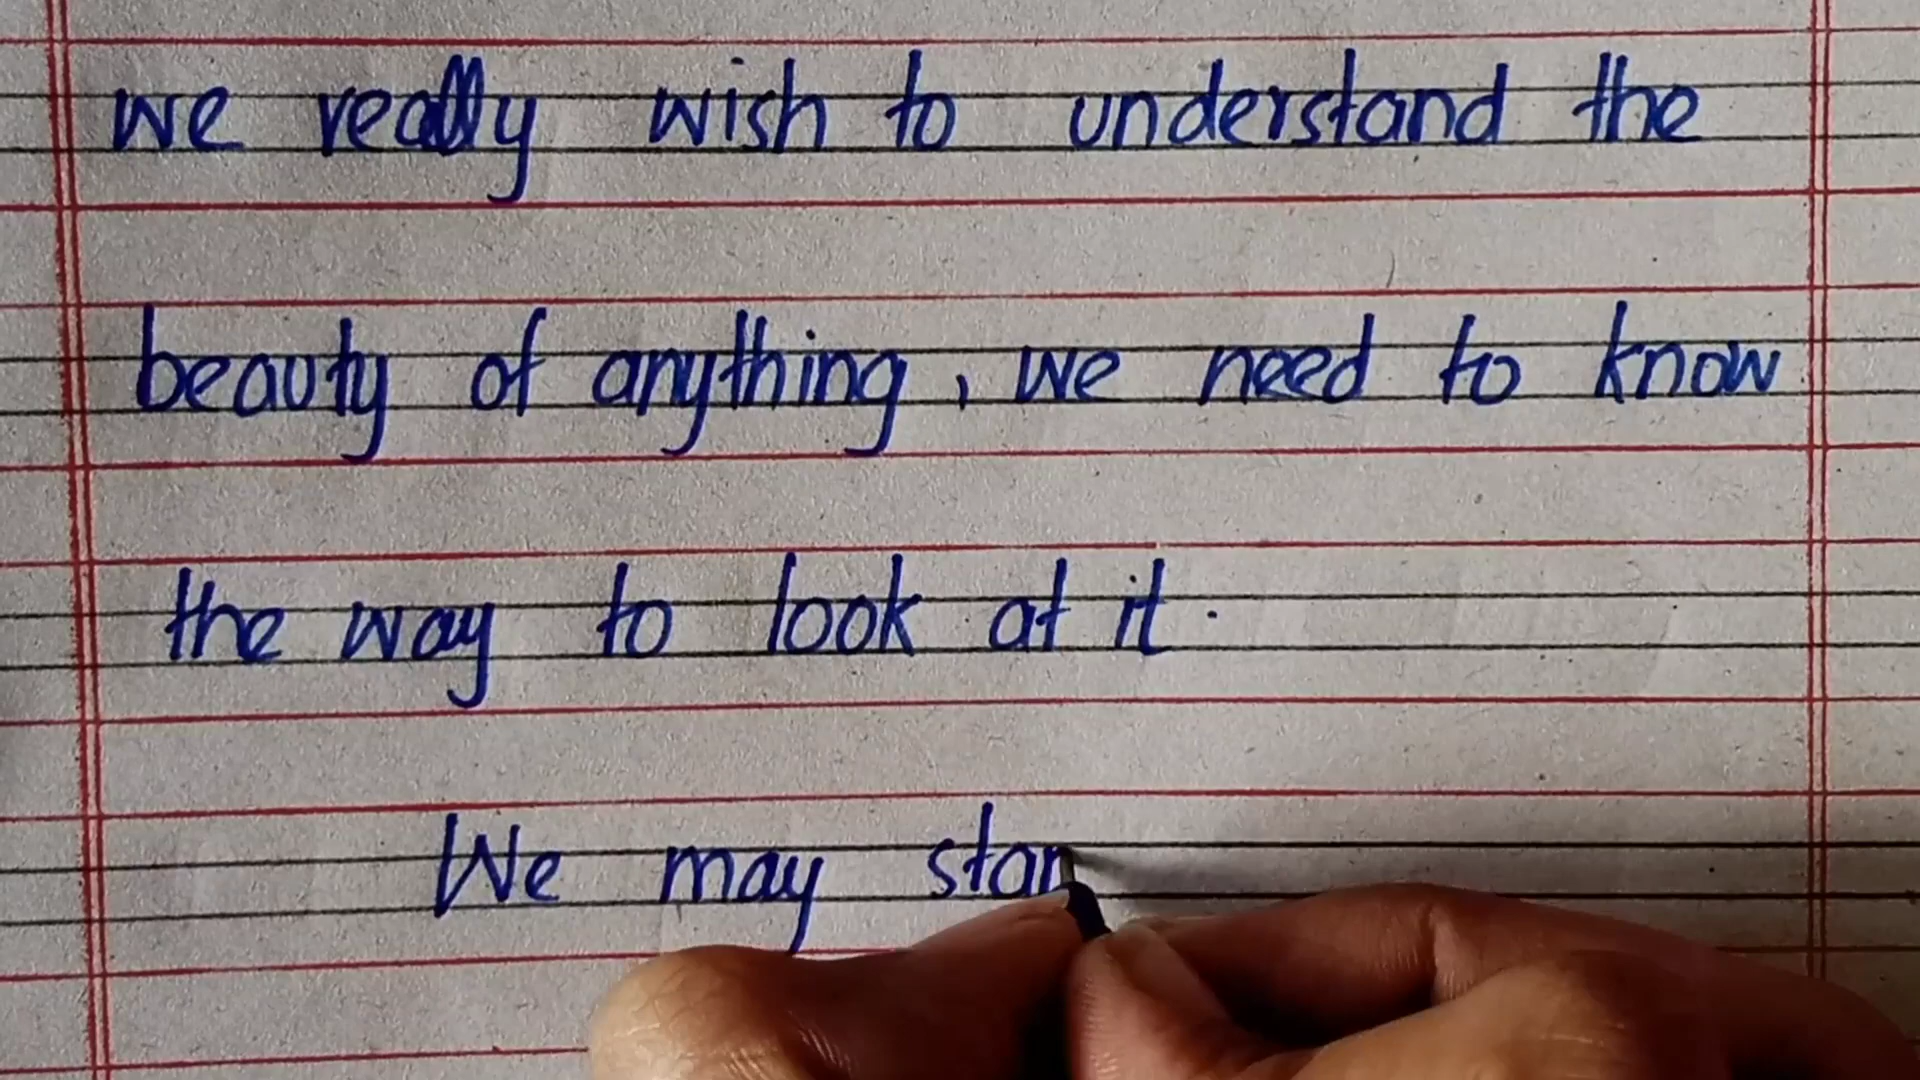 we really wish to understand the
beauty of anything, we need to know
the way to look at it.
We may star